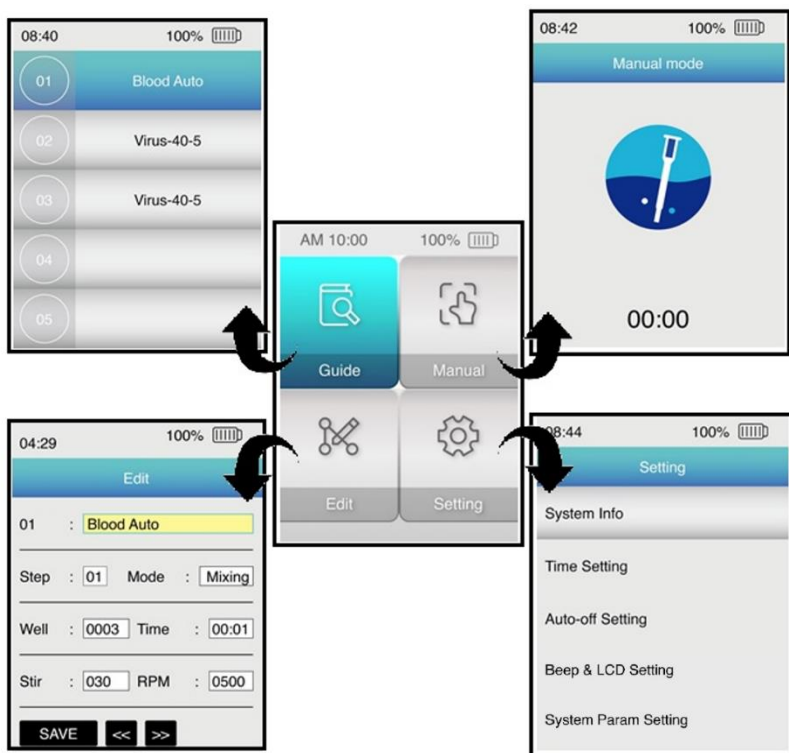 08:40 100%
01 Blood Auto
02 Virus-40-5
03 Virus-40-5
04
05
08:42 100%
Manual mode
00:00
AM 10:00 100%
Guide Manual
Edit Setting
04:29 100%
Edit
01 : Blood Auto
Step : 01 Mode : Mixing
Well : 0003 Time : 00:01
Stir : 030 RPM : 0500
SAVE << >>
08:44 100%
Setting
System Info
Time Setting
Auto-off Setting
Beep & LCD Setting
System Param Setting